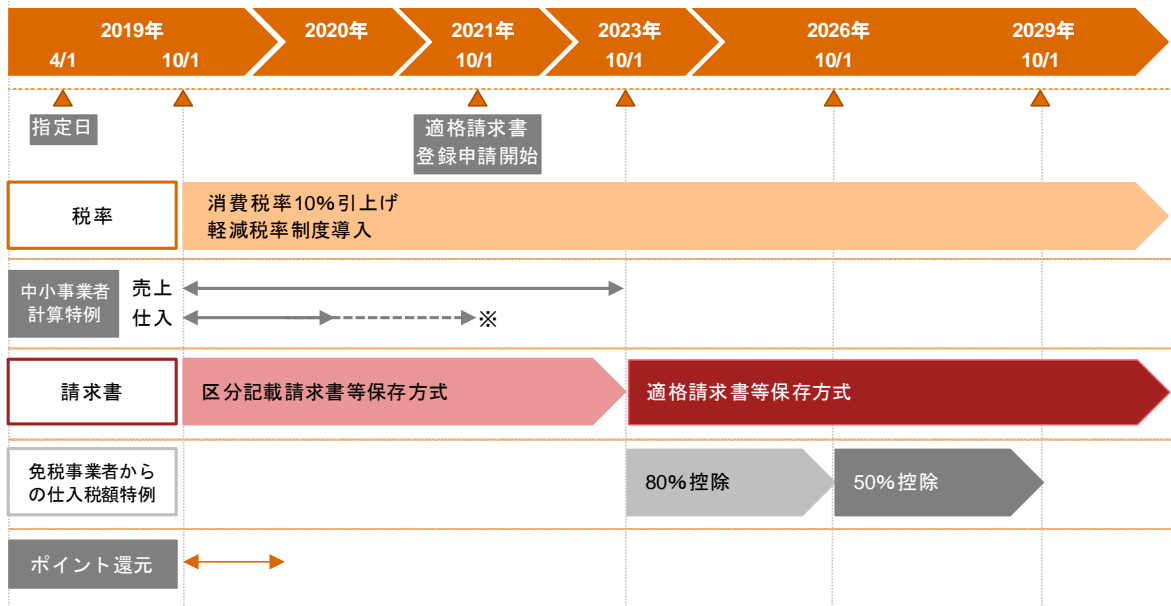 2019年
2020年
2021年
2023年
2026年
2029年
4/1
10/1
10/1
10/1
10/1
10/1
指定日
適格請求書
登録申請開始
税率
消費税率10%引上げ
軽減税率制度導入
中小事業者
計算特例
売上
仕入
※
請求書
区分記載請求書等保存方式
適格請求書等保存方式
免税事業者から
の仕入税額特例
80%控除
50%控除
ポイント還元